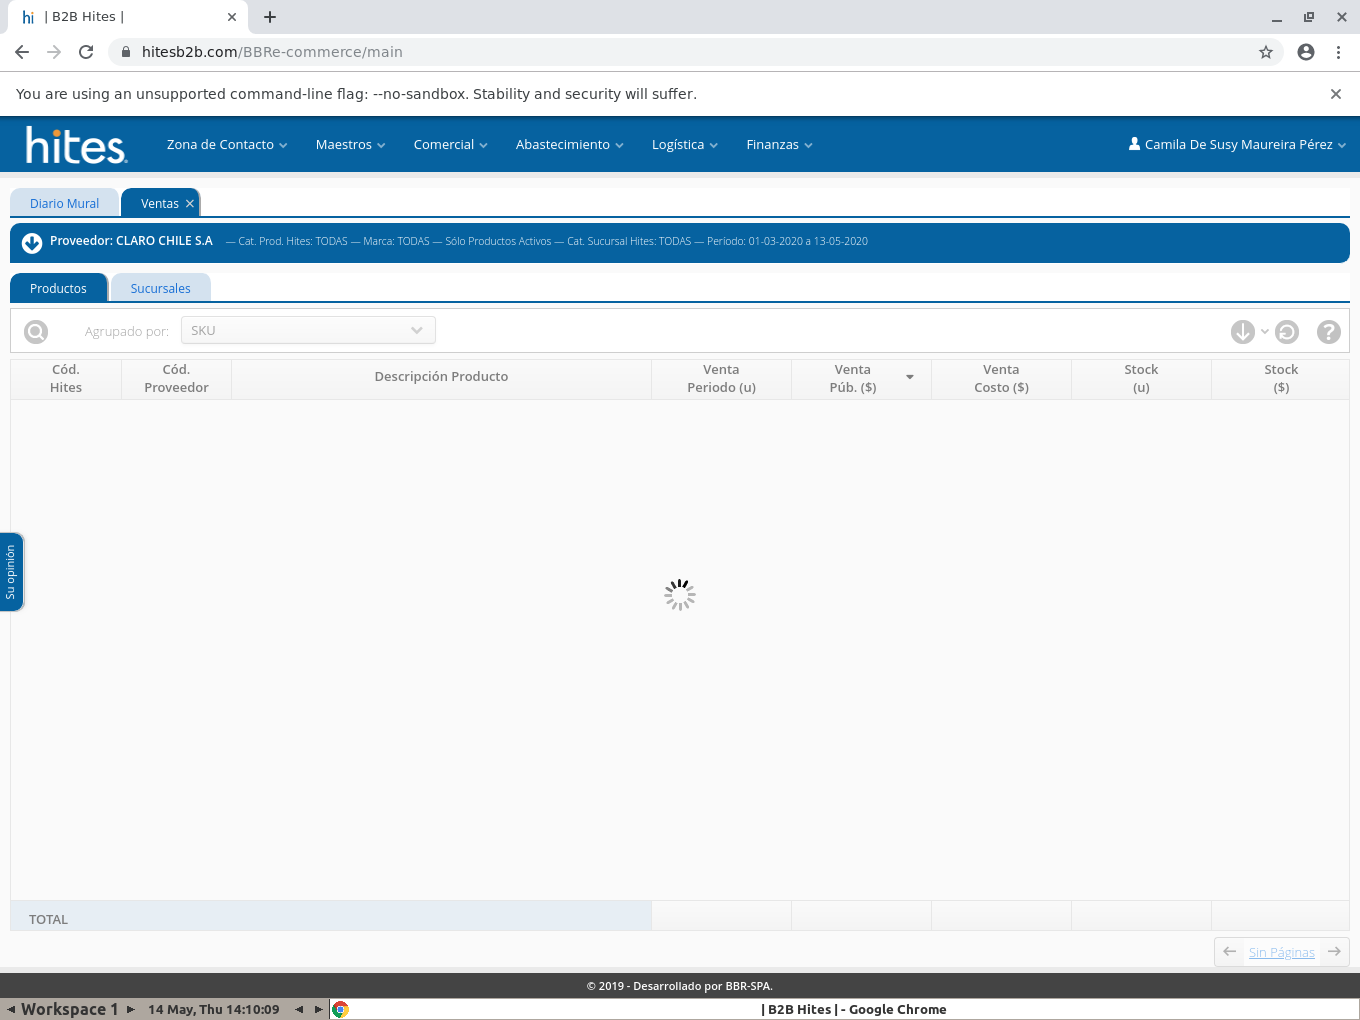 | B2B Hites |
hitesb2b.com/BBRe-commerce/main
You are using an unsupported command-line flag: --no-sandbox. Stability and security will suffer.
hites.
Zona de Contacto Maestros Comercial Abastecimiento Logística Finanzas Camila De Susy Maureira Pérez
Diario Mural Ventas
Proveedor: CLARO CHILE S.A — Cat. Prod. Hites: TODAS — Marca: TODAS — Sólo Productos Activos — Cat. Sucursal Hites: TODAS — Período: 01-03-2020 a 13-05-2020
Productos Sucursales
Agrupado por: SKU
Cód. Hites
Cód. Proveedor
Descripción Producto
Venta Periodo (u)
Venta Púb. ($)
Venta Costo ($)
Stock (u)
Stock ($)
Su opinión
TOTAL
Sin Páginas
© 2019 - Desarrollado por BBR-SPA.
Workspace 1 14 May, Thu 14:10:09 | B2B Hites | - Google Chrome